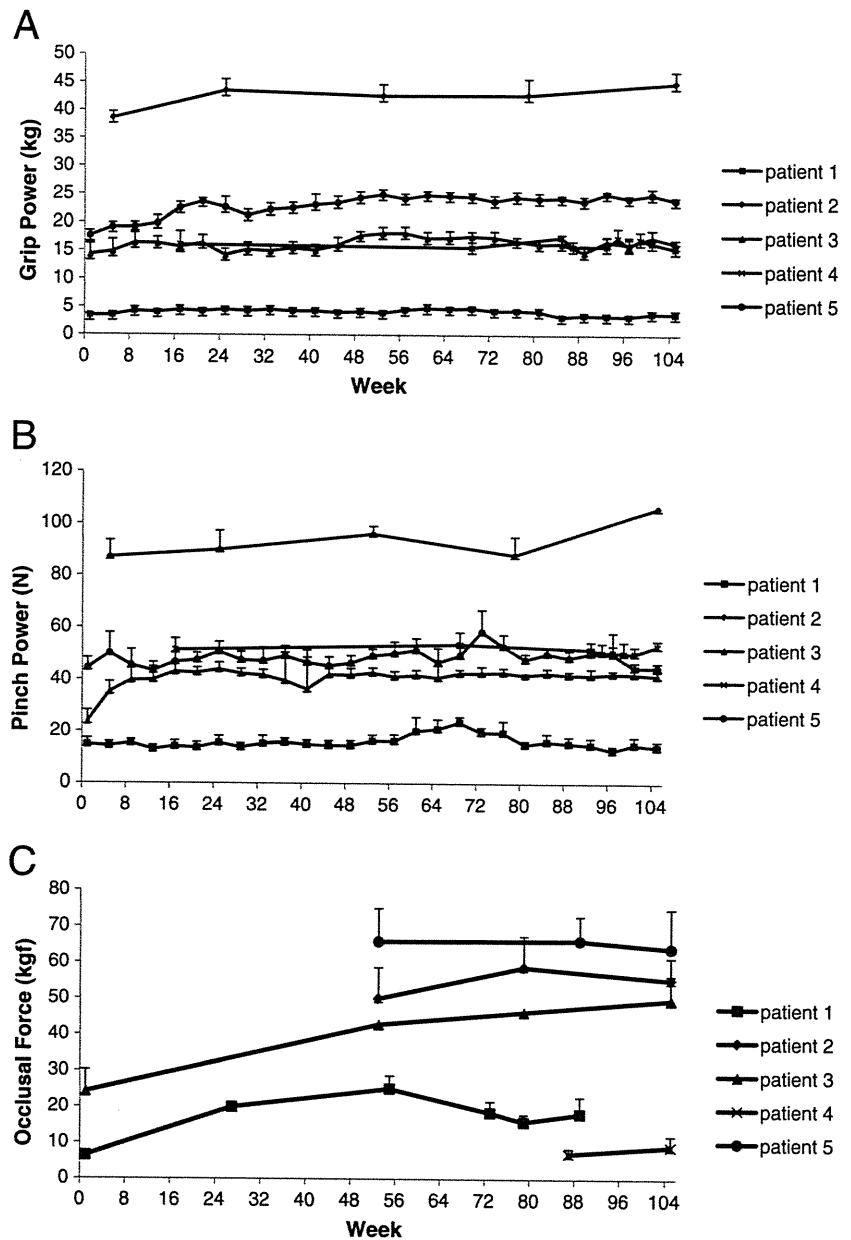 A
Grip Power (kg)
50
45
40
35
30
25
20
15
10
5
0
0 8 16 24 32 40 48 56 64 72 80 88 96 104
Week
patient 1
patient 2
patient 3
patient 4
patient 5
B
Pinch Power (N)
120
100
80
60
40
20
0
0 8 16 24 32 40 48 56 64 72 80 88 96 104
patient 1
patient 2
patient 3
patient 4
patient 5
C
Occlusal Force (kgf)
80
70
60
50
40
30
20
10
0
0 8 16 24 32 40 48 56 64 72 80 88 96 104
Week
patient 1
patient 2
patient 3
patient 4
patient 5